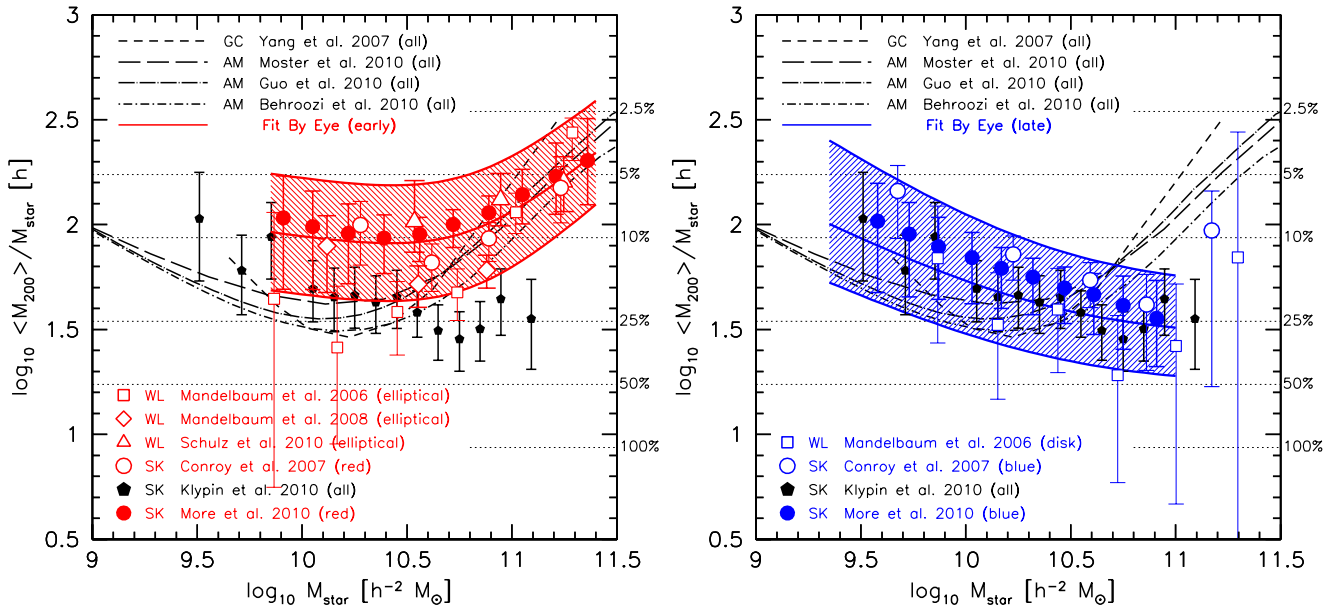 GC Yang et al. 2007 (all)
AM Moster et al. 2010 (all)
AM Guo et al. 2010 (all)
AM Behroozi et al. 2010 (all)
Fit By Eye (early)
WL Mandelbaum et al. 2006 (elliptical)
WL Mandelbaum et al. 2008 (elliptical)
WL Schulz et al. 2010 (elliptical)
SK Conroy et al. 2007 (red)
SK Klypin et al. 2010 (all)
SK More et al. 2010 (red)
3
2.5
2
1.5
1
0.5
2.5%
5%
10%
25%
50%
100%
9
9.5
10
10.5
11
11.5
log₁₀ <M₂₀₀>/M_star [h]
log₁₀ M_star [h⁻² M⊙]
GC Yang et al. 2007 (all)
AM Moster et al. 2010 (all)
AM Guo et al. 2010 (all)
AM Behroozi et al. 2010 (all)
Fit By Eye (late)
WL Mandelbaum et al. 2006 (disk)
SK Conroy et al. 2007 (blue)
SK Klypin et al. 2010 (all)
SK More et al. 2010 (blue)
3
2.5
2
1.5
1
0.5
2.5%
5%
10%
25%
50%
100%
9
9.5
10
10.5
11
11.5
log₁₀ <M₂₀₀>/M_star [h]
log₁₀ M_star [h⁻² M⊙]